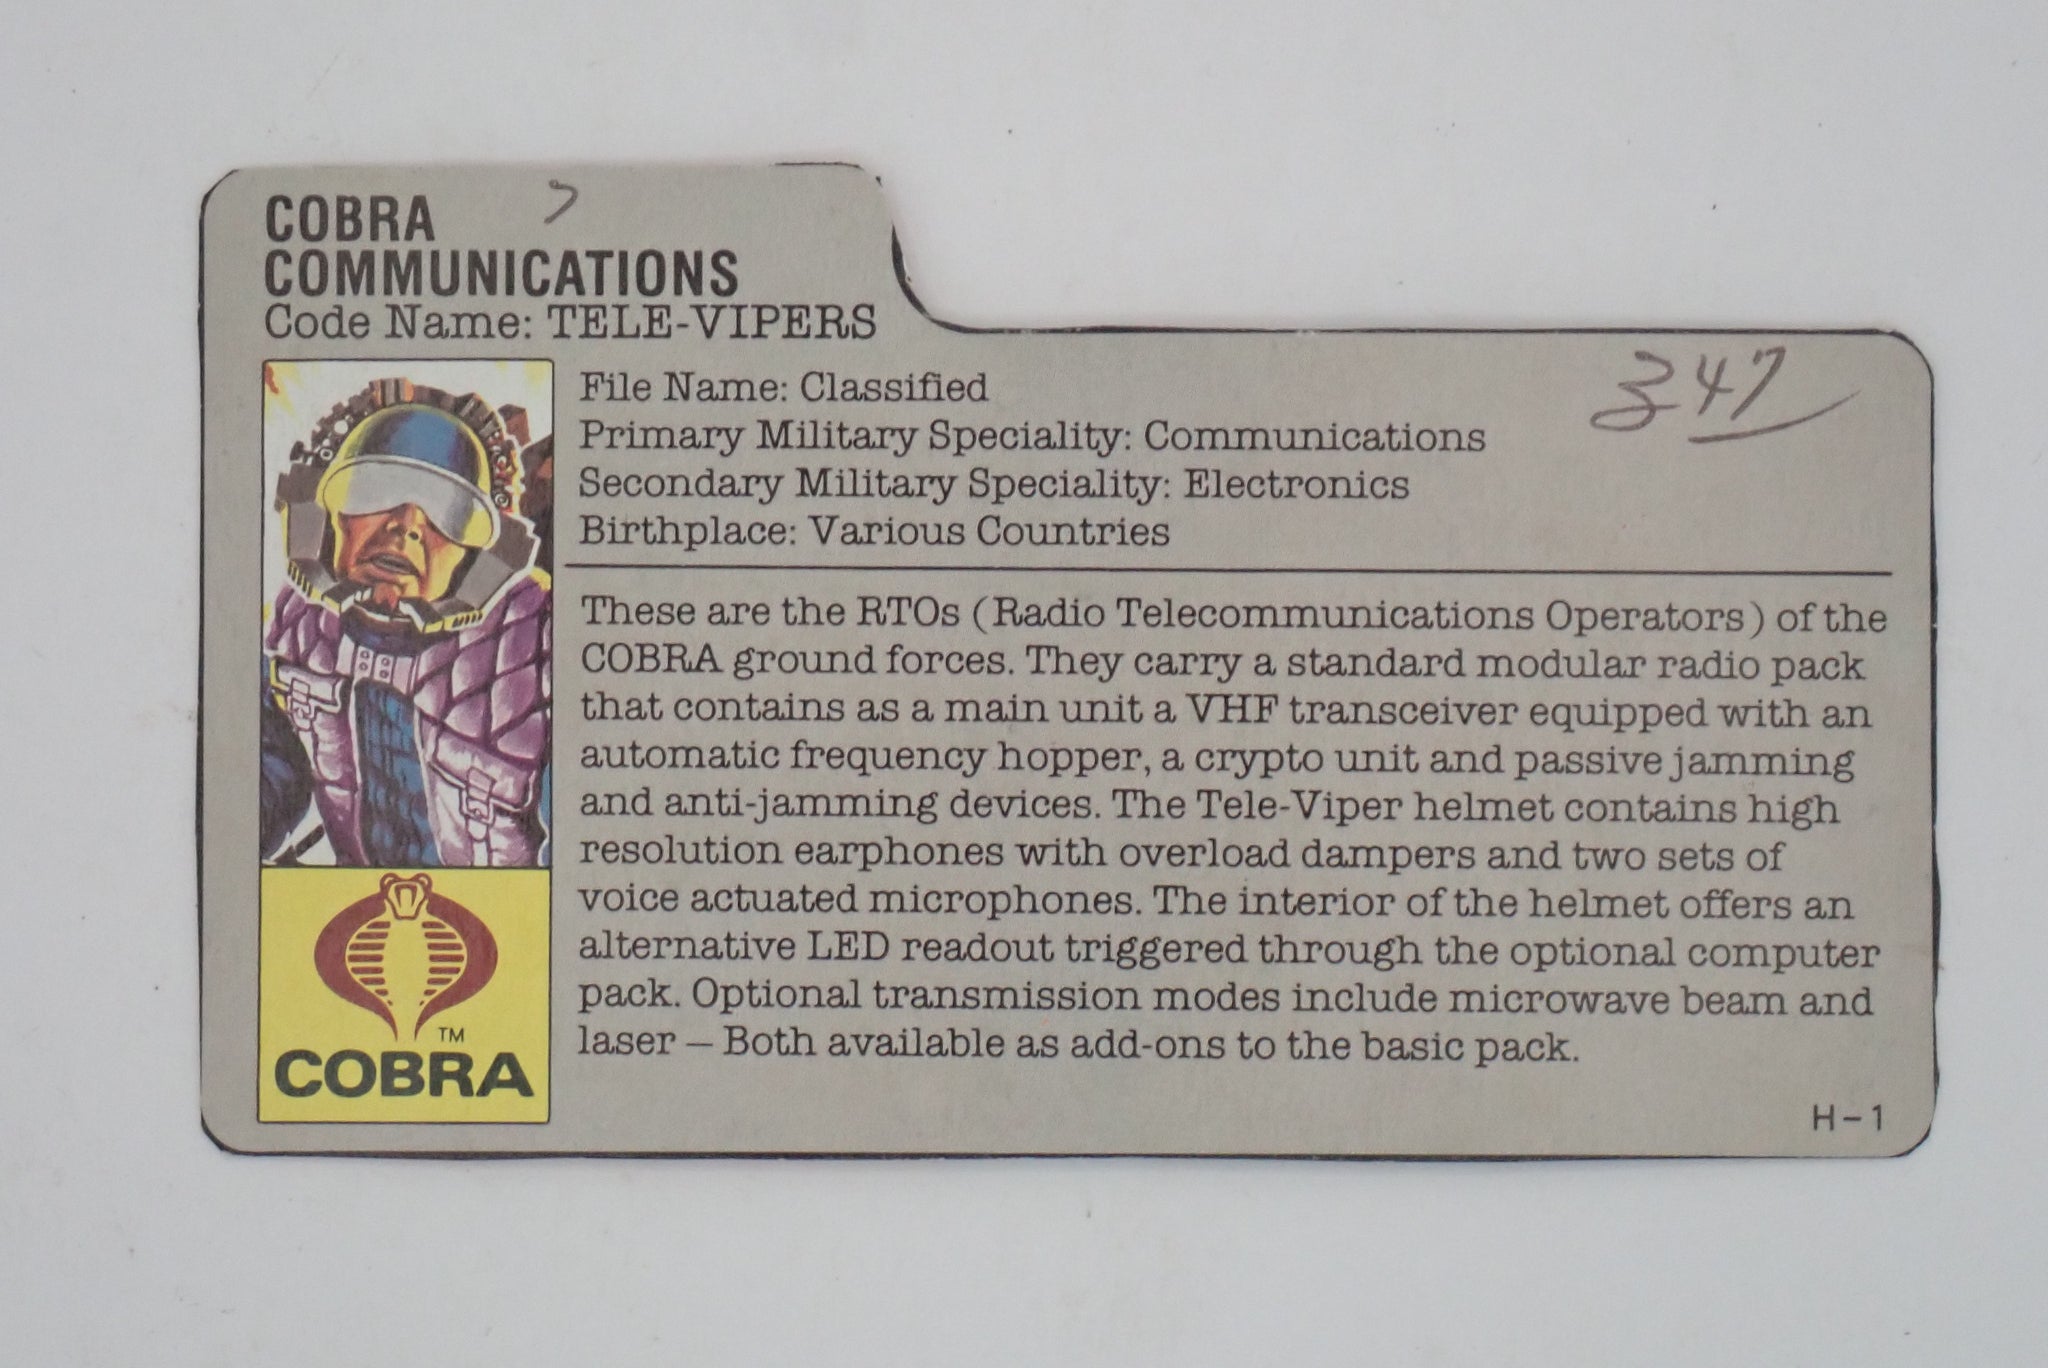 COBRA
COMMUNICATIONS
Code Name: TELE-VIPERS
347
File Name: Classified
Primary Military Speciality: Communications
Secondary Military Speciality: Electronics
Birthplace: Various Countries
These are the RTOs (Radio Telecommunications Operators) of the
COBRA ground forces. They carry a standard modular radio pack
that contains as a main unit a VHF transceiver equipped with an
automatic frequency hopper, a crypto unit and passive jamming
and anti-jamming devices. The Tele-Viper helmet contains high
resolution earphones with overload dampers and two sets of
voice actuated microphones. The interior of the helmet offers an
alternative LED readout triggered through the optional computer
pack. Optional transmission modes include microwave beam and
laser – Both available as add-ons to the basic pack.
TM
COBRA
H-1